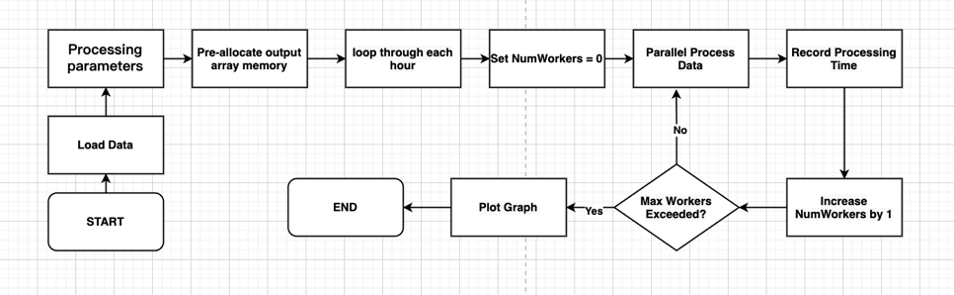 Processing
parameters
Pre-allocate output
array memory
loop through each
hour
Set NumWorkers = 0
Parallel Process
Data
Record Processing
Time
Load Data
No
START
END
Plot Graph
Yes
Max Workers
Exceeded?
Increase
NumWorkers by 1